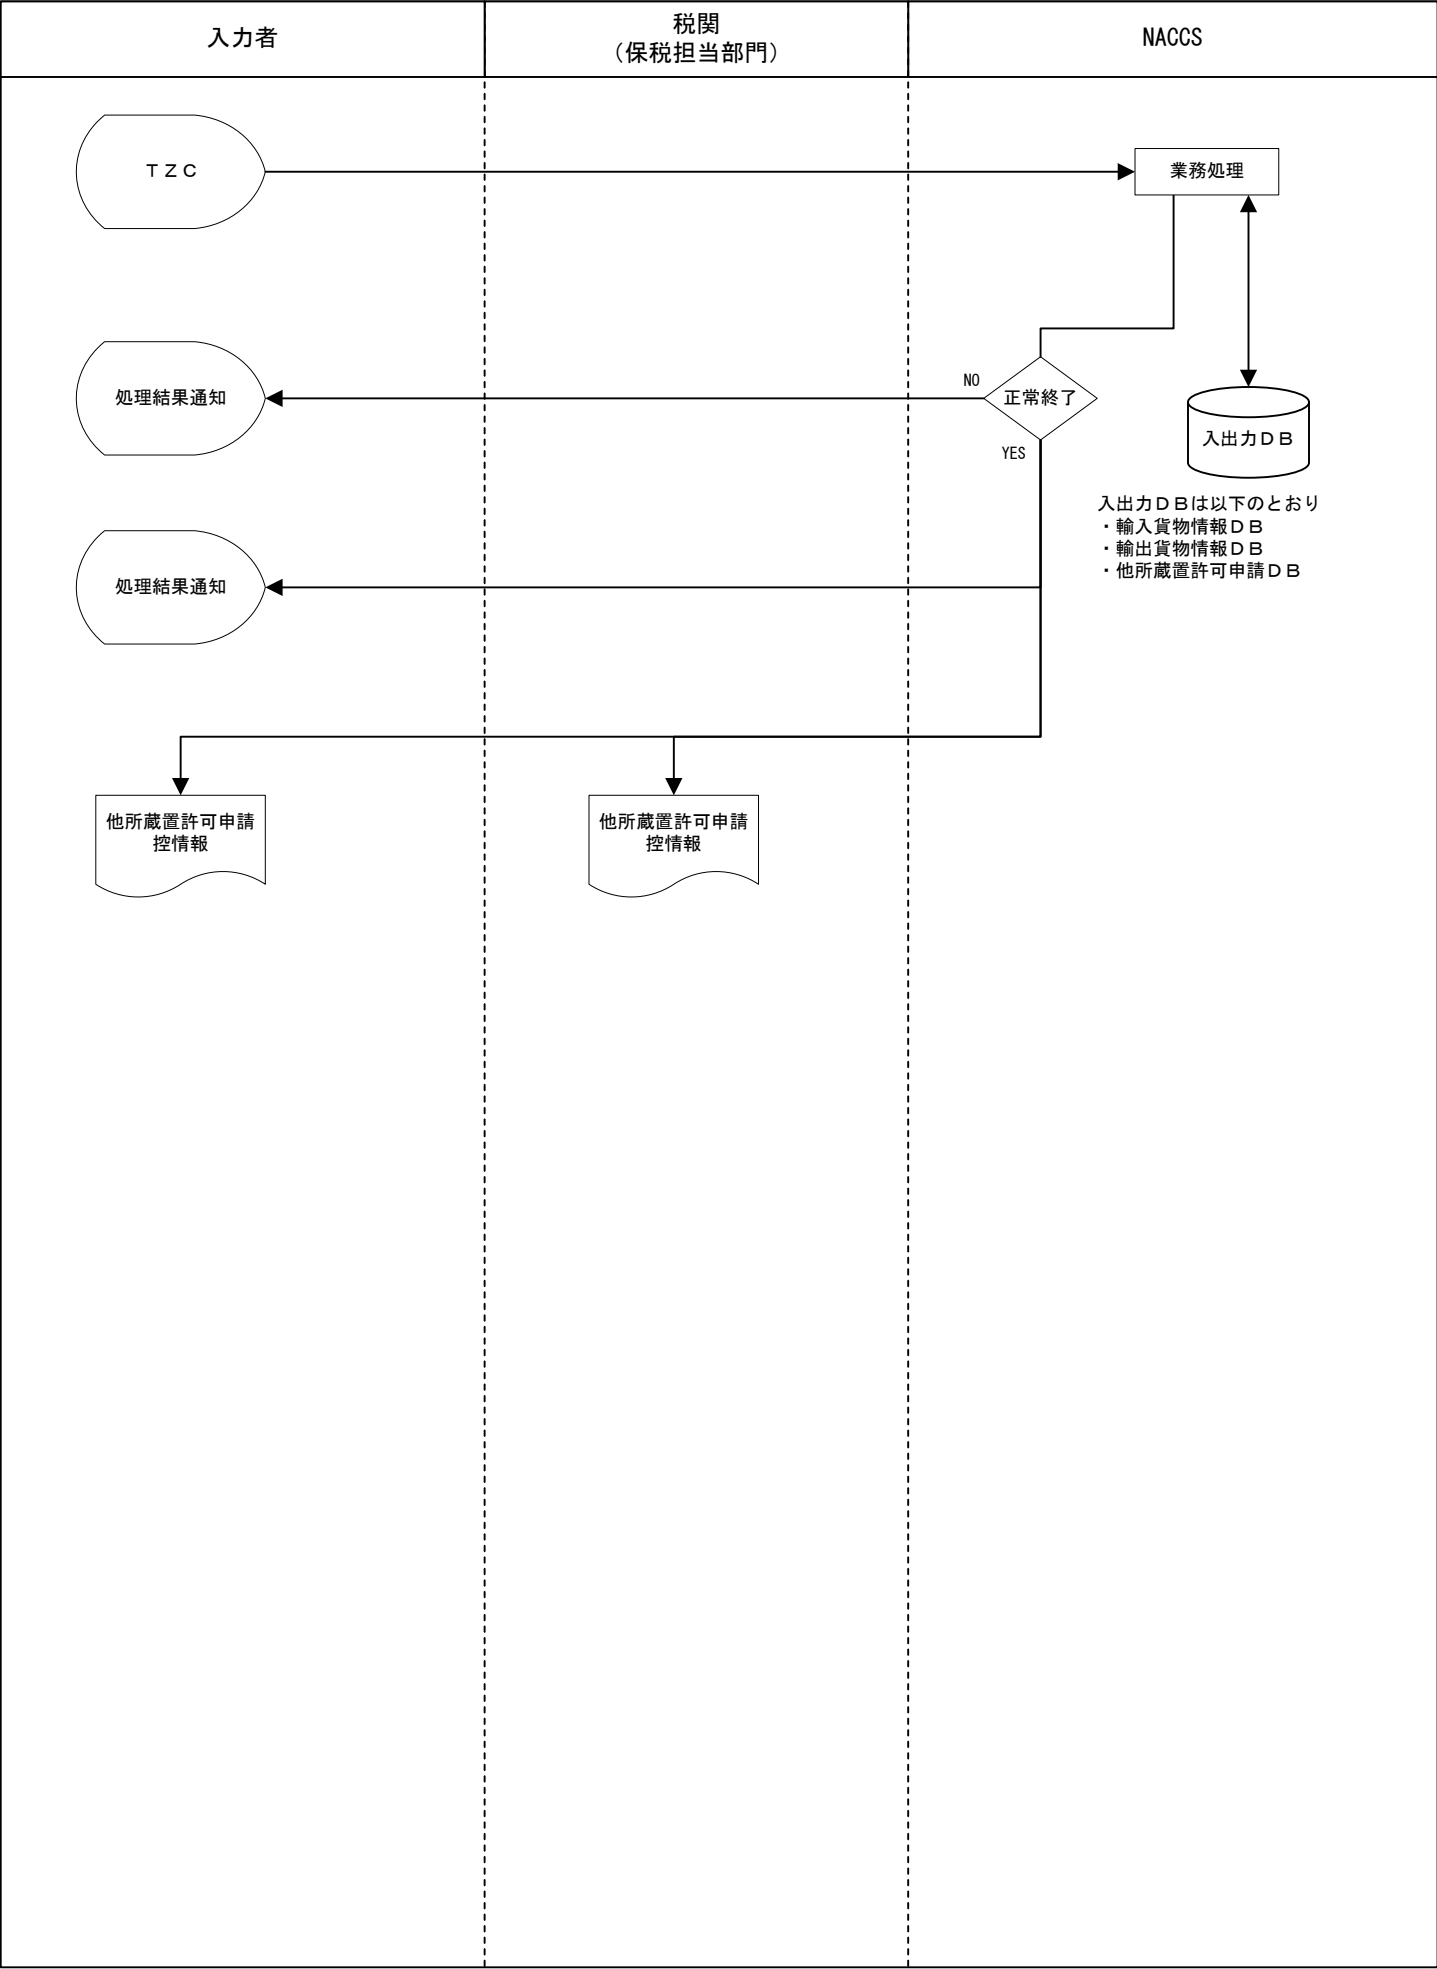 入力者
税関
（保税担当部門）
NACCS
ＴＺＣ
業務処理
処理結果通知
NO
正常終了
YES
入出力ＤＢ
入出力ＤＢは以下のとおり
・輸入貨物情報ＤＢ
・輸出貨物情報ＤＢ
・他所蔵置許可申請ＤＢ
処理結果通知
他所蔵置許可申請
控情報
他所蔵置許可申請
控情報